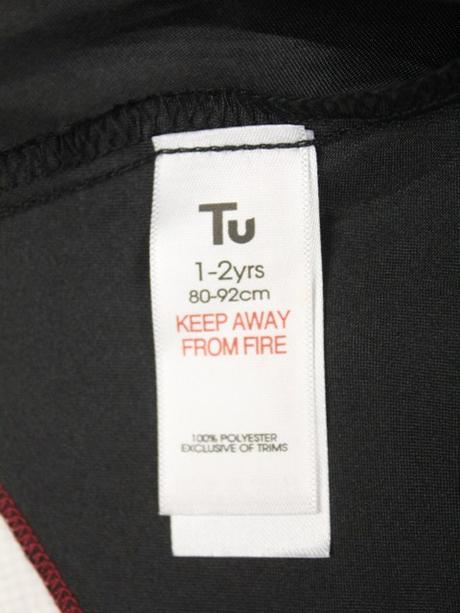 Tu
1-2yrs
80-92cm
KEEP AWAY
FROM FIRE
100% POLYESTER
EXCLUSIVE OF TRIMS